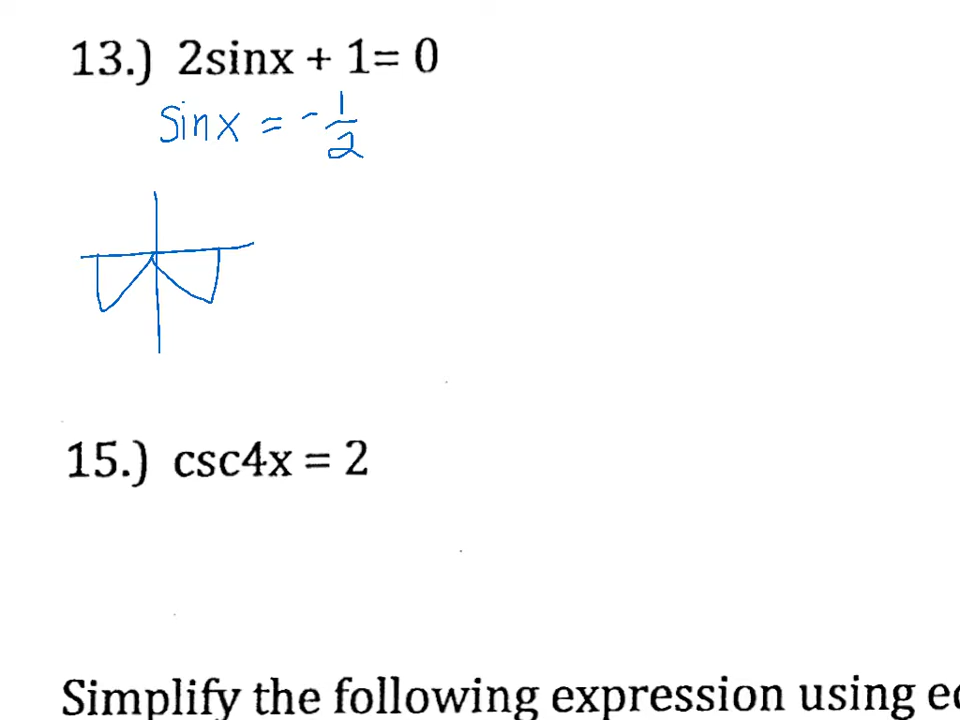 13.) 2sinx + 1= 0
sinx = -1/2
15.) csc4x = 2
Simplify the following expression using